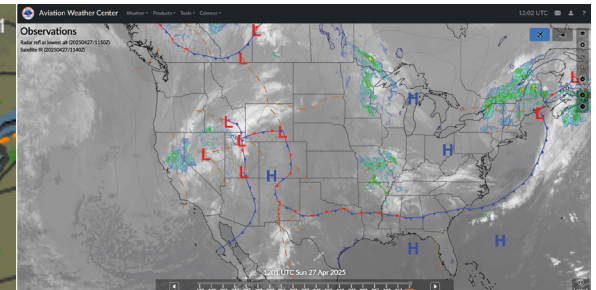 Aviation Weather Center
Weather Products Tools Connect
12:02 UTC
?
Observations
Radar refl at lowest alt (20250427/1150Z)
Satellite IR (20250427/1140Z)
L
L
L
H
L
L
L
L
L
L
H
H
H
H
1201 UTC Sun 27 Apr 2025